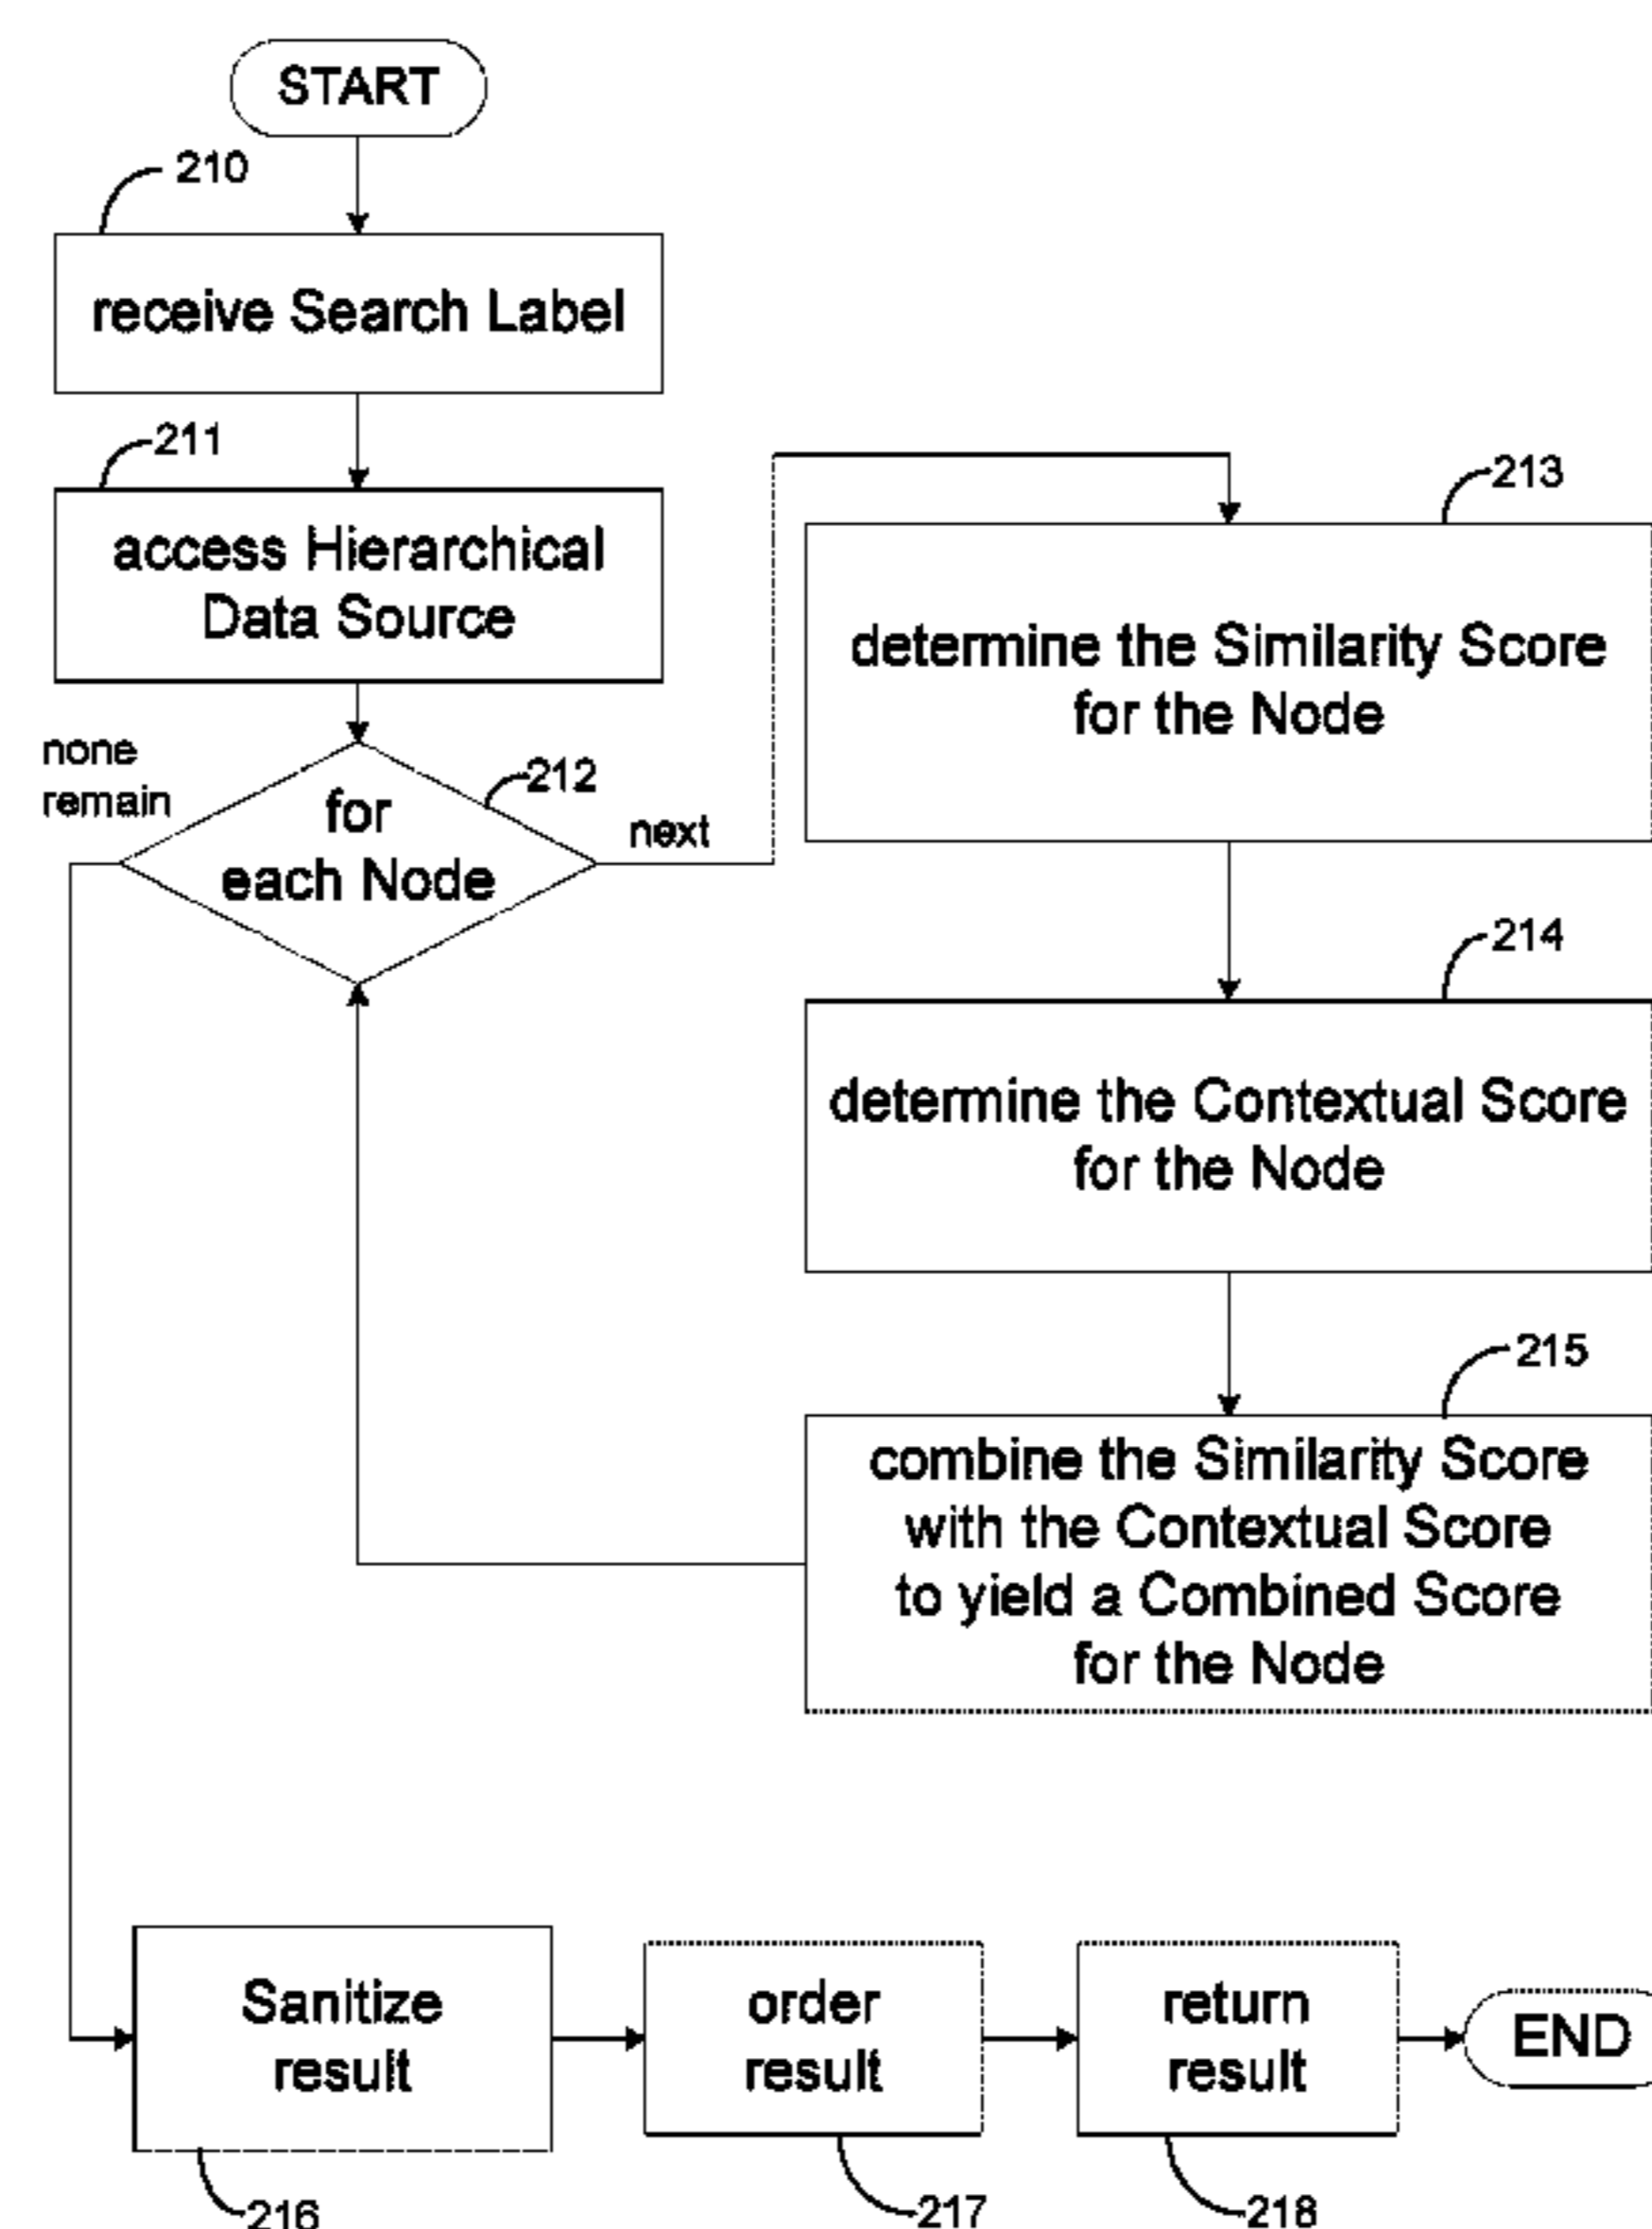 START
210
receive Search Label
211
access Hierarchical
Data Source
none
remain
for
each Node
212
next
213
determine the Similarity Score
for the Node
214
determine the Contextual Score
for the Node
215
combine the Similarity Score
with the Contextual Score
to yield a Combined Score
for the Node
Sanitize
result
216
order
result
217
return
result
218
END